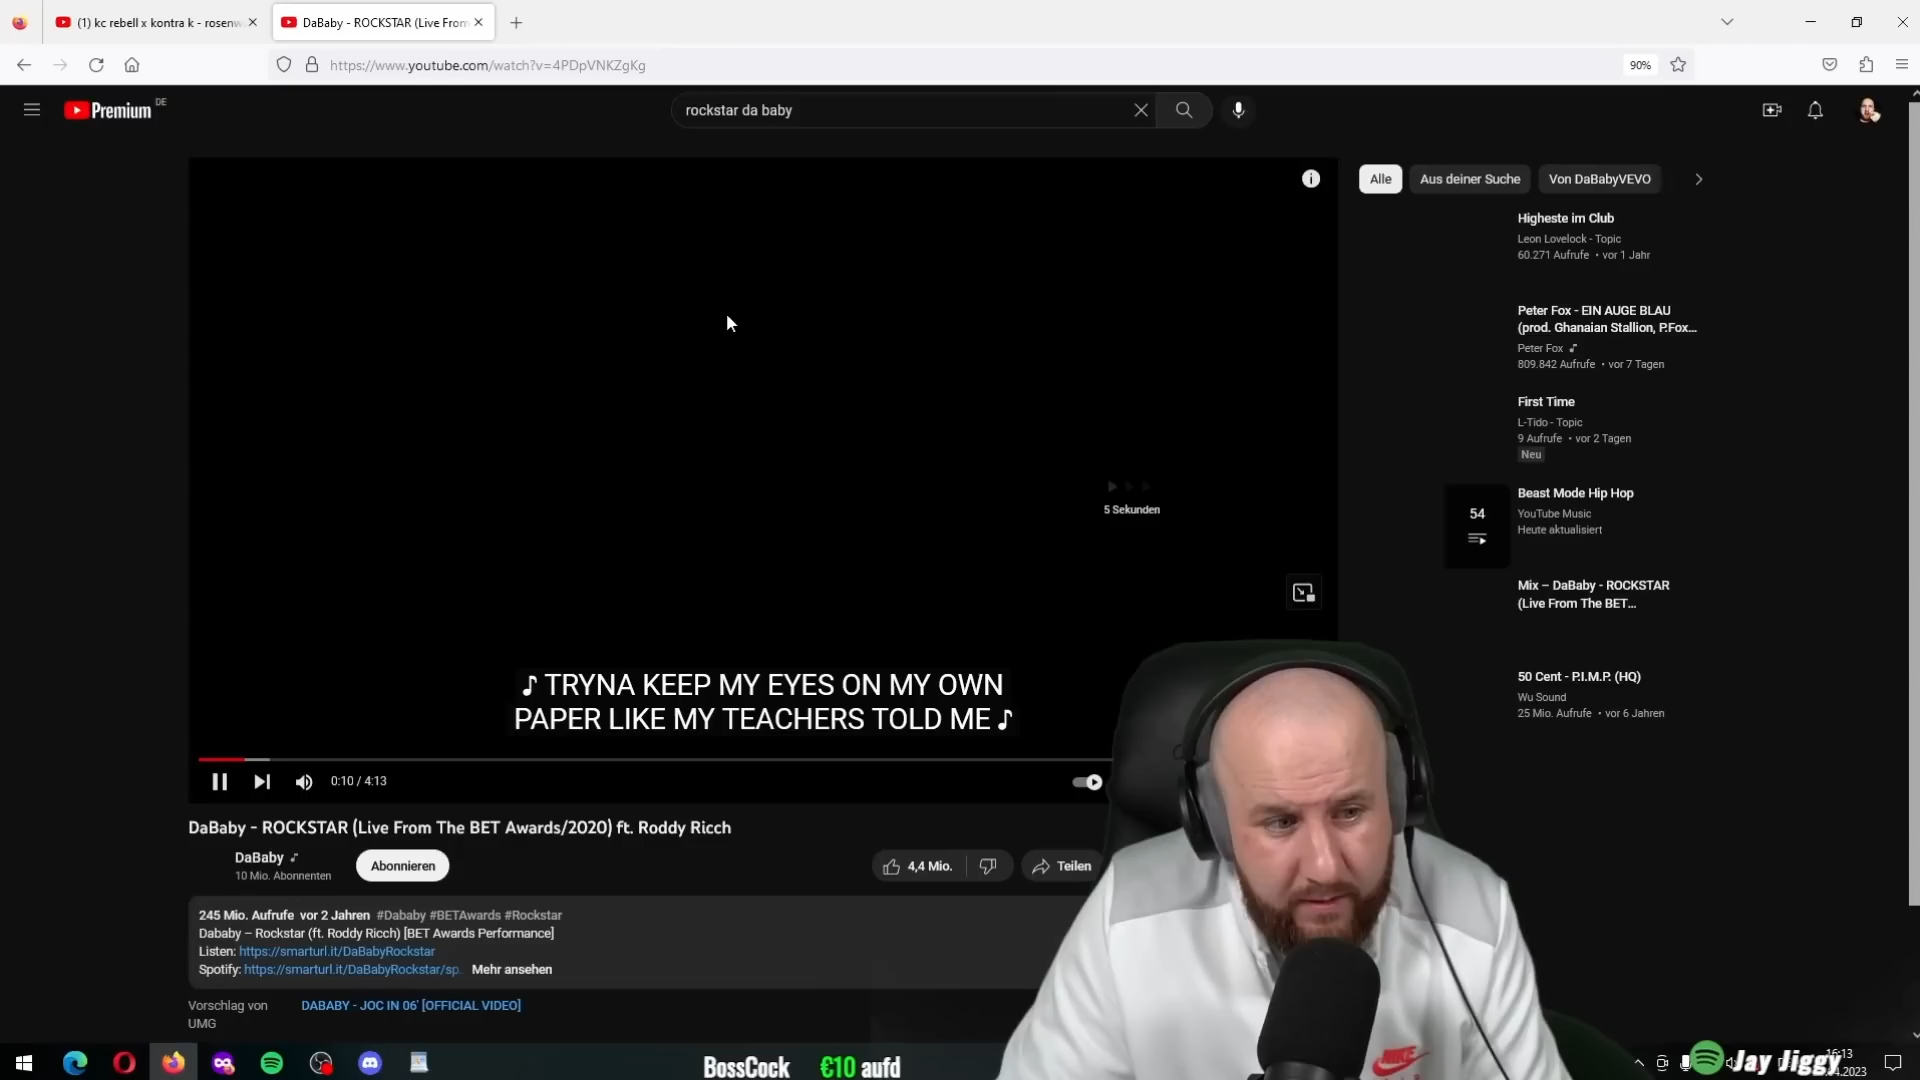 (1) kc rebell x kontra k - rosenw
DaBaby - ROCKSTAR (Live From
https://www.youtube.com/watch?v=4PDpVNKZgKg
90%
Premium
DE
rockstar da baby
Alle
Aus deiner Suche
Von DaBabyVEVO
Higheste im Club
Leon Lovelock - Topic
60.271 Aufrufe • vor 1 Jahr
Peter Fox - EIN AUGE BLAU
(prod. Ghanaian Stallion, P.Fox...
Peter Fox
809.842 Aufrufe • vor 7 Tagen
First Time
L-Tido - Topic
9 Aufrufe • vor 2 Tagen
Neu
54
Beast Mode Hip Hop
YouTube Music
Heute aktualisiert
Mix – DaBaby - ROCKSTAR
(Live From The BET...
50 Cent - P.I.M.P. (HQ)
Wu Sound
25 Mio. Aufrufe • vor 6 Jahren
5 Sekunden
♪ TRYNA KEEP MY EYES ON MY OWN
PAPER LIKE MY TEACHERS TOLD ME ♪
0:10 / 4:13
DaBaby - ROCKSTAR (Live From The BET Awards/2020) ft. Roddy Ricch
DaBaby
10 Mio. Abonnenten
Abonnieren
4,4 Mio.
Teilen
245 Mio. Aufrufe vor 2 Jahren #Dababy #BETAwards #Rockstar
Dababy – Rockstar (ft. Roddy Ricch) [BET Awards Performance]
Listen: https://smarturl.it/DaBabyRockstar
Spotify: https://smarturl.it/DaBabyRockstar/sp.. Mehr ansehen
Vorschlag von
UMG
DABABY - JOC IN 06' [OFFICIAL VIDEO]
NIKE
BossCock €10 aufd
Jay Jiggy
16:13